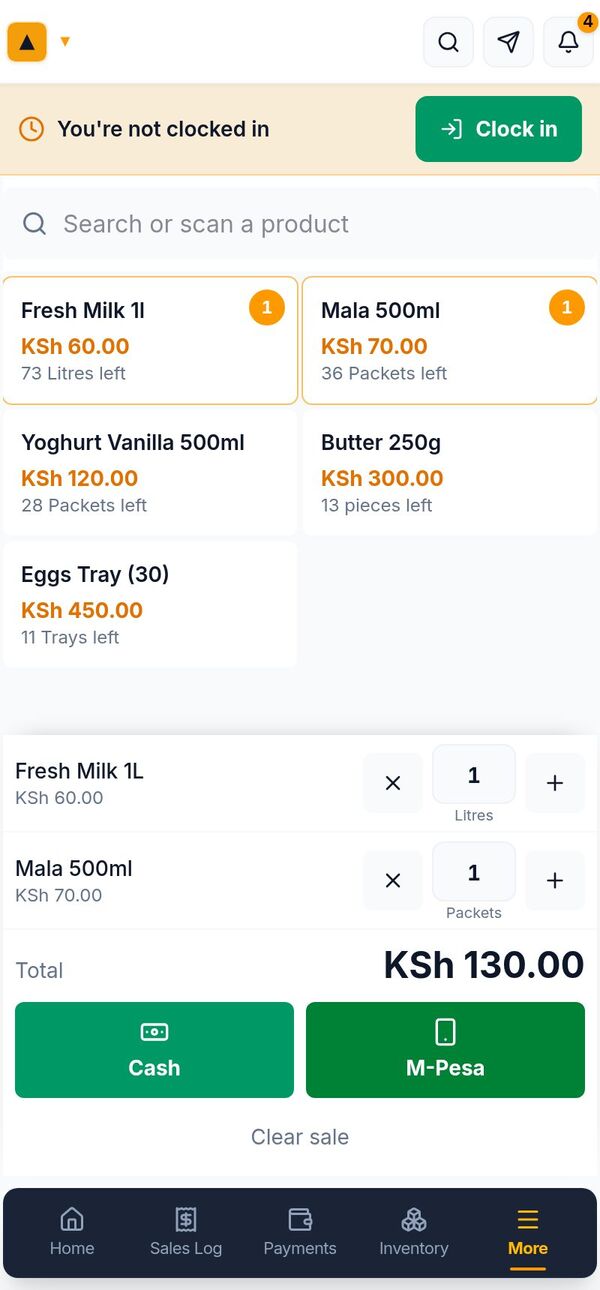 4
You're not clocked in
Clock in
Search or scan a product
Fresh Milk 1l
1
KSh 60.00
73 Litres left
Mala 500ml
1
KSh 70.00
36 Packets left
Yoghurt Vanilla 500ml
KSh 120.00
28 Packets left
Butter 250g
KSh 300.00
13 pieces left
Eggs Tray (30)
KSh 450.00
11 Trays left
Fresh Milk 1L
KSh 60.00
1
Litres
Mala 500ml
KSh 70.00
1
Packets
Total
KSh 130.00
Cash
M-Pesa
Clear sale
Home
Sales Log
Payments
Inventory
More